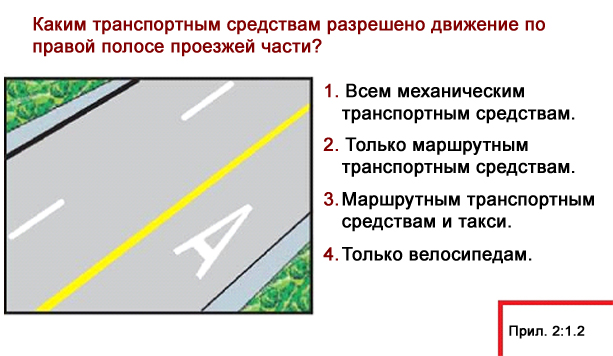 Каким транспортным средствам разрешено движение по
правой полосе проезжей части?
1. Всем механическим
транспортным средствам.
2. Только маршрутным
транспортным средствам.
3. Маршрутным транспортным
средствам и такси.
4. Только велосипедам.
А
Прил. 2:1.2